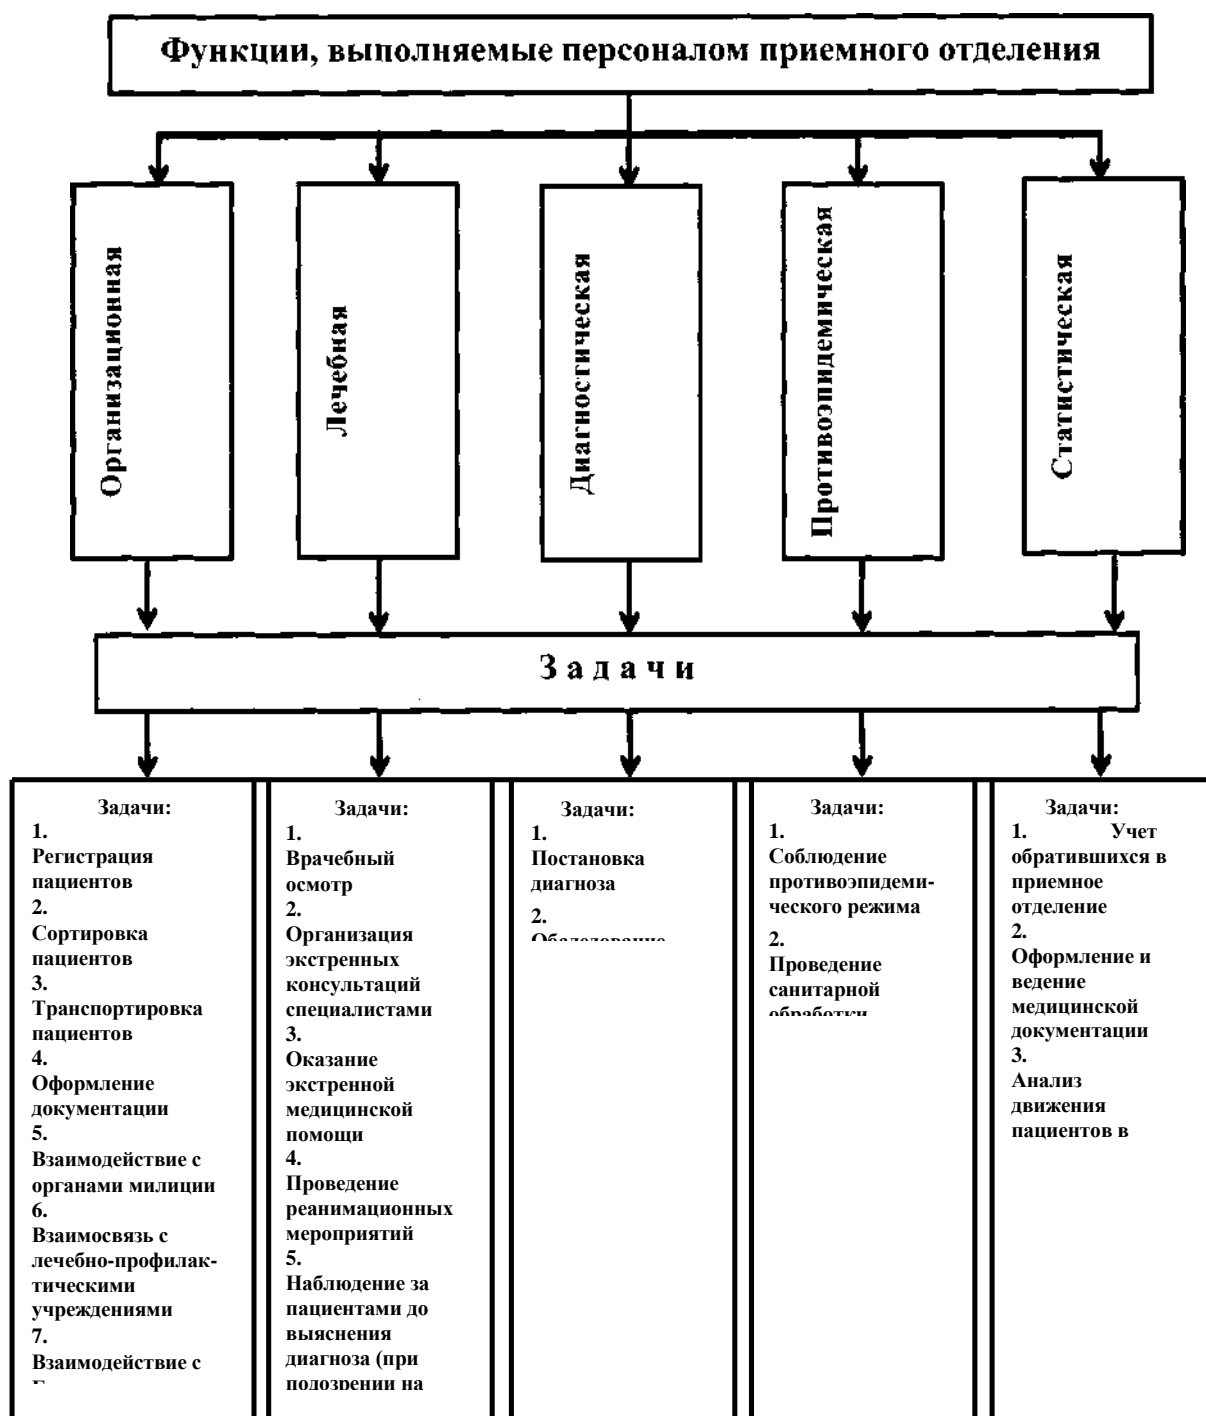 Функции, выполняемые персоналом приемного отделения
Организационная
Лечебная
Диагностическая
Противоэпидемическая
Статистическая
Задачи
Задачи:
1.
Регистрация
пациентов
2.
Сортировка
пациентов
3.
Транспортировка
пациентов
4.
Оформление
документации
5.
Взаимодействие с
органами милиции
6.
Взаимосвязь с
лечебно-профилак-
тическими
учреждениями
7.
Взаимодействие с
Задачи:
1.
Врачебный
осмотр
2.
Организация
экстренных
консультаций
специалистами
3.
Оказание
экстренной
медицинской
помощи
4.
Проведение
реанимационных
мероприятий
5.
Наблюдение за
пациентами до
выяснения
диагноза (при
подозрении на
Задачи:
1.
Постановка
диагноза
2.
Обследование
Задачи:
1.
Соблюдение
противоэпидеми-
ческого режима
2.
Проведение
санитарной
обработки
Задачи:
1. Учет
обратившихся в
приемное
отделение
2.
Оформление и
ведение
медицинской
документации
3.
Анализ
движения
пациентов в